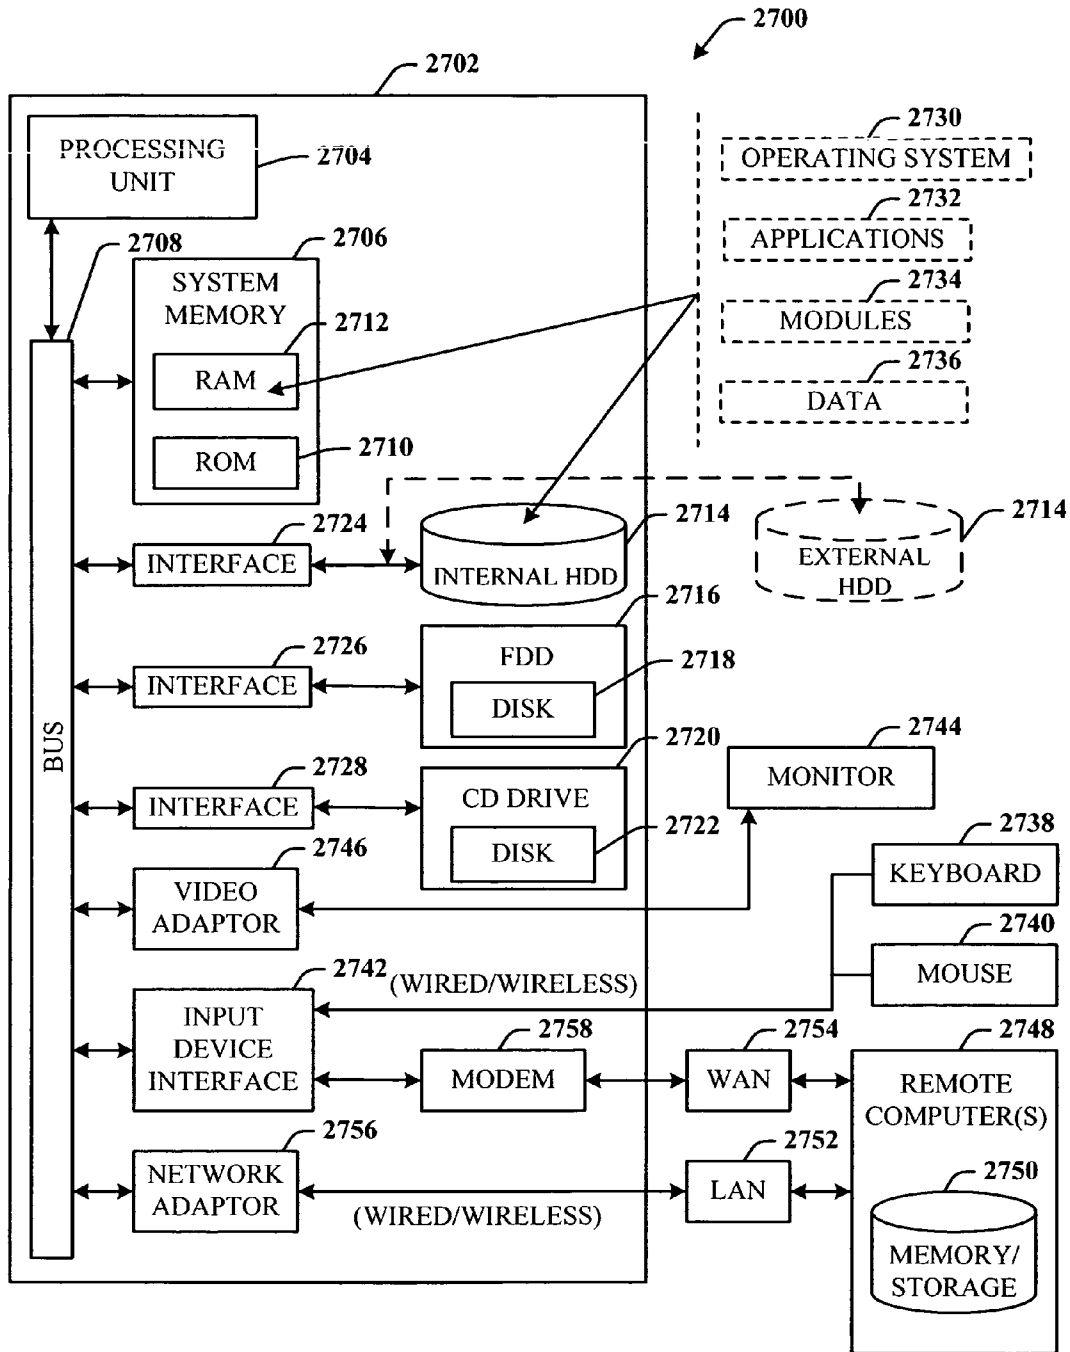 2700
2702
PROCESSING
UNIT
2704
2730
OPERATING SYSTEM
2732
APPLICATIONS
2734
MODULES
2736
DATA
2708
2706
SYSTEM
MEMORY
2712
RAM
ROM
2710
2724
INTERFACE
INTERNAL HDD
2714
EXTERNAL
HDD
2714
2716
2726
INTERFACE
FDD
2718
DISK
BUS
2720
2728
INTERFACE
CD DRIVE
2722
DISK
2744
MONITOR
2746
VIDEO
ADAPTOR
2738
KEYBOARD
2740
MOUSE
2742
(WIRED/WIRELESS)
INPUT
DEVICE
INTERFACE
2758
MODEM
2754
WAN
2748
REMOTE
COMPUTER(S)
2756
NETWORK
ADAPTOR
(WIRED/WIRELESS)
2752
LAN
2750
MEMORY/
STORAGE